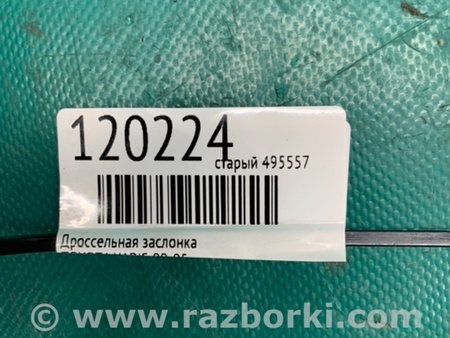 120224
старый 495557
Дроссельная заслонка
© www.razborki.com